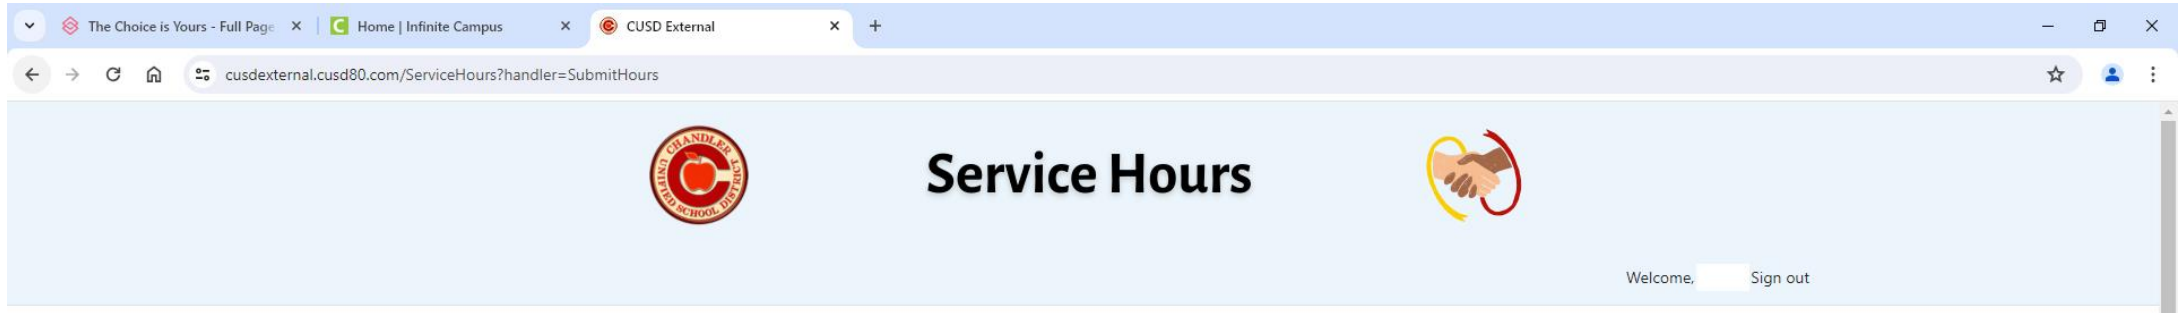 The Choice is Yours - Full Page
Home | Infinite Campus
CUSD External
cusdexternal.cusd80.com/ServiceHours?handler=SubmitHours
CHANDLER UNIFIED SCHOOL DISTRICT
Service Hours
Welcome, Sign out